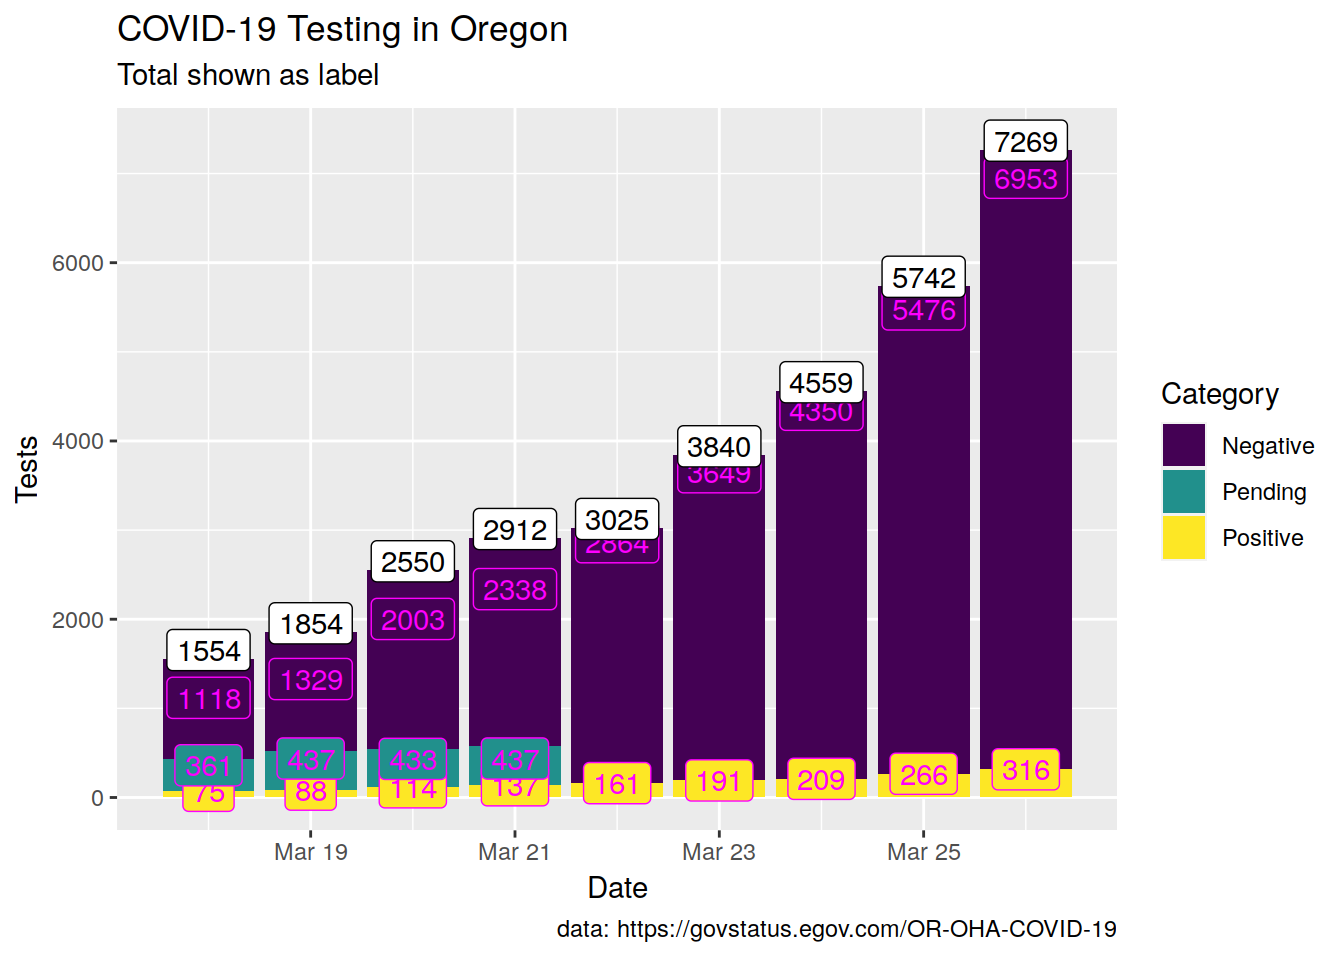 COVID-19 Testing in Oregon
Total shown as label
7269
6953
6000
5742
5476
4559
4350
4000
3840
3649
3025
2864
2912
2338
2550
2003
2000
1854
1329
1554
1118
361
437
433
437
75
88
114
137
161
191
209
266
316
0
Tests
Category
Negative
Pending
Positive
Mar 19
Mar 21
Mar 23
Mar 25
Date
data: https://govstatus.egov.com/OR-OHA-COVID-19